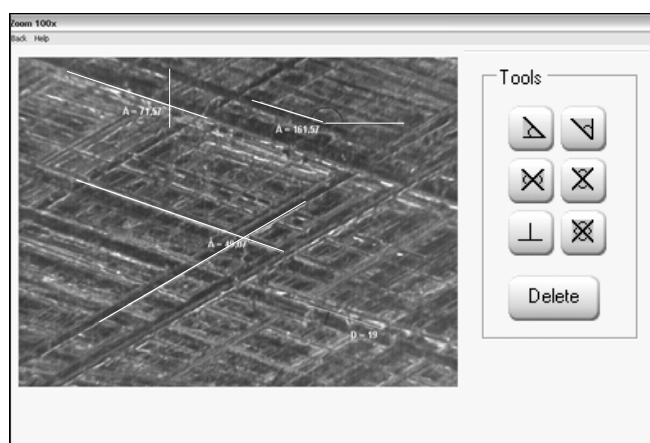 Zoom 100x
Back Help
Tools
A = 71,57
A = 161,57
A = 49,07
D = 19
Delete